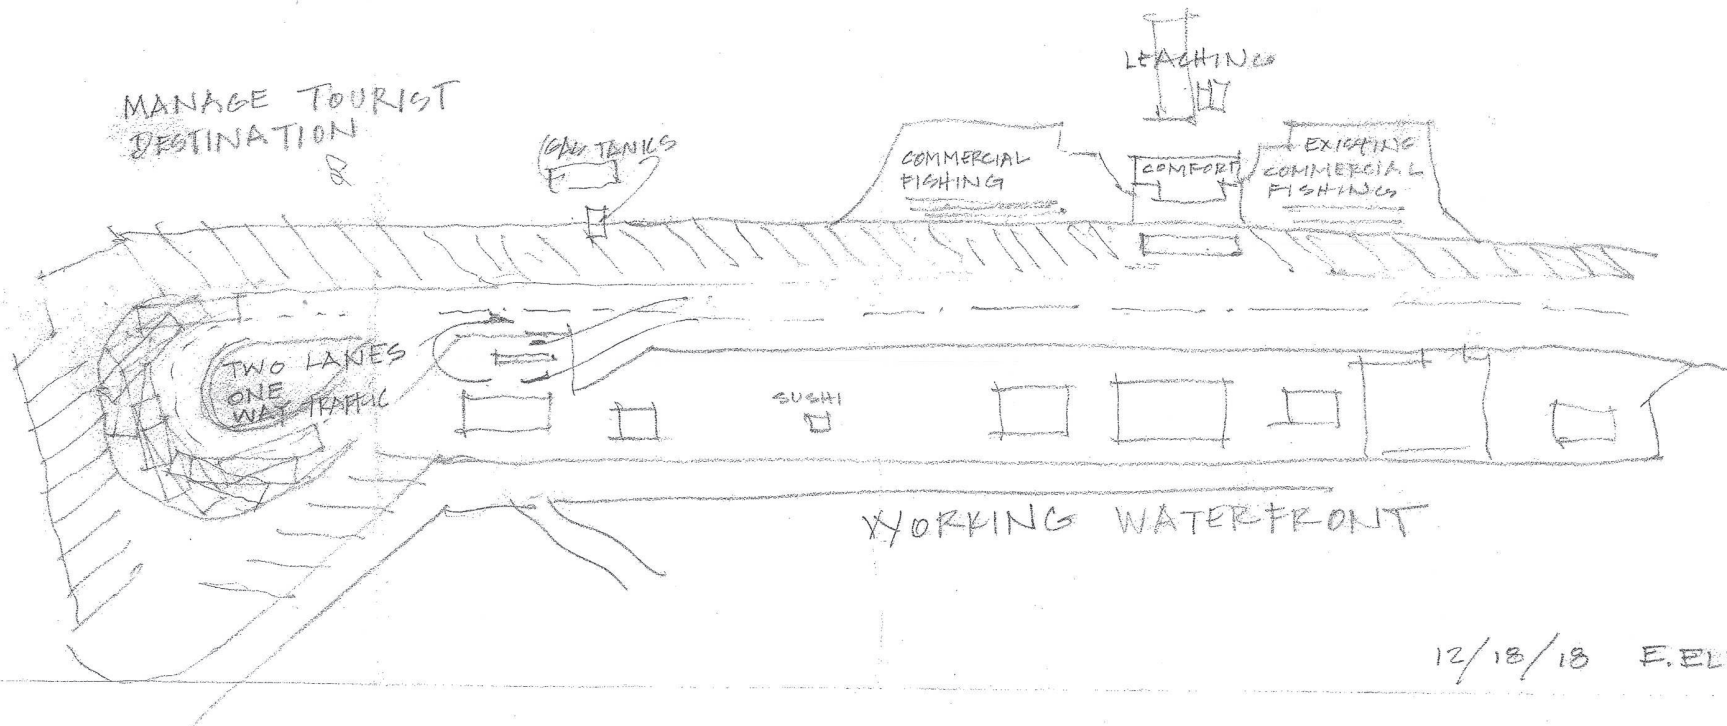 LEACHING
MANAGE TOURIST
DESTINATION
GAS TANKS
COMMERCIAL
FISHING
COMFORT
EXISTING
COMMERCIAL
FISHING
TWO LANES
ONE
WAY TRAFFIC
SUSHI
WORKING WATERFRONT
12/18/18 E. EL